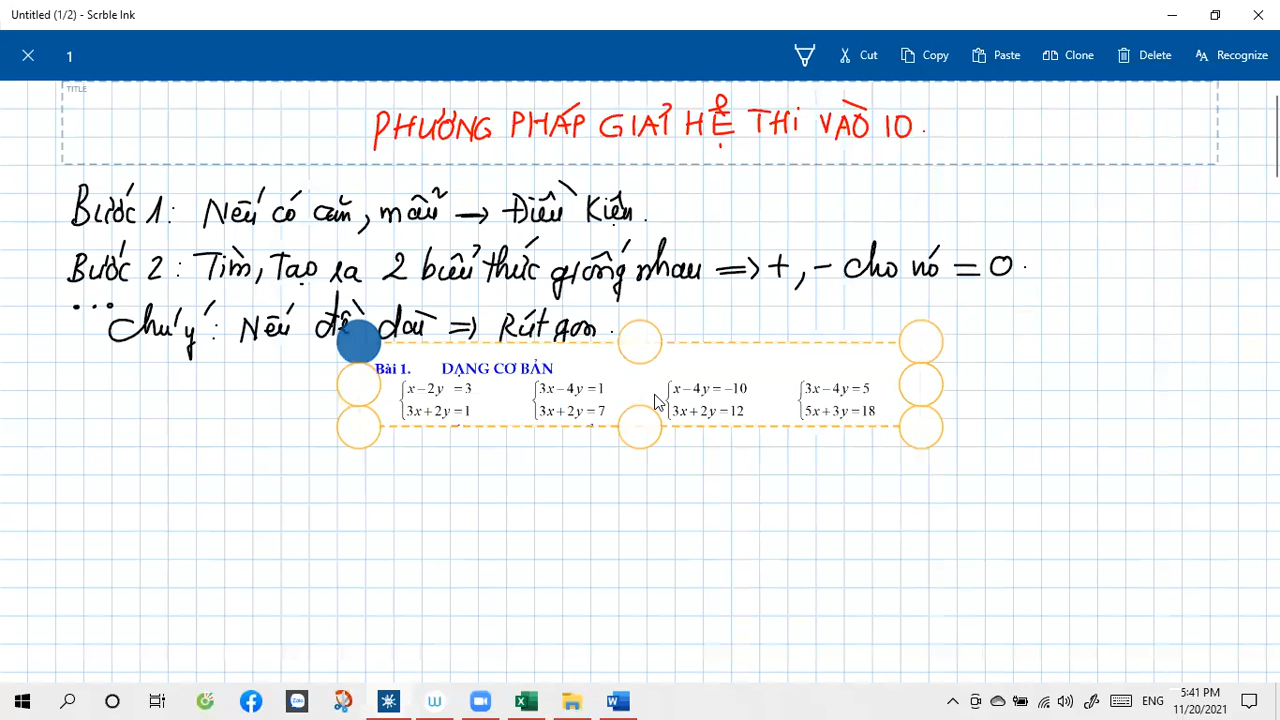 Untitled (1/2) - Scrble Ink
1 Cut Copy Paste Clone Delete Recognize
TITLE
PHƯƠNG PHÁP GIẢI HỆ THI VÀO 10.
Bước 1: Nếu có căn, mẫu → Điều Kiện.
Bước 2: Tìm, Tạo ra 2 biểu thức giống nhau ⟹ +, - cho nó = 0.
... Chú ý: Nếu đề dài ⇒ Rút gọn.
Bài 1. DẠNG CƠ BẢN
x−2y =3 3x−4y=1 x−4y=−10 3x−4y=5
3x+2y=1 3x+2y=7 3x+2y=12 5x+3y=18
ENG 5:41 PM
11/20/2021